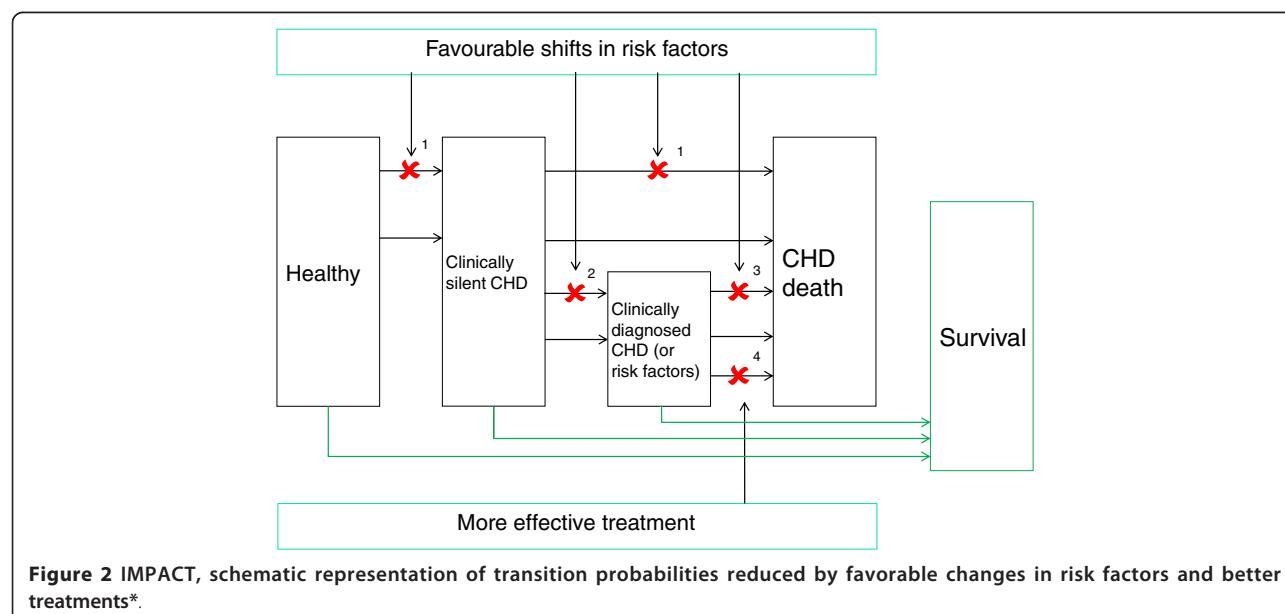 Favourable shifts in risk factors
1
1
Healthy
Clinically
silent CHD
2
3
CHD
death
Clinically
diagnosed
CHD (or
risk factors)
4
Survival
More effective treatment
Figure 2 IMPACT, schematic representation of transition probabilities reduced by favorable changes in risk factors and better
treatments*.